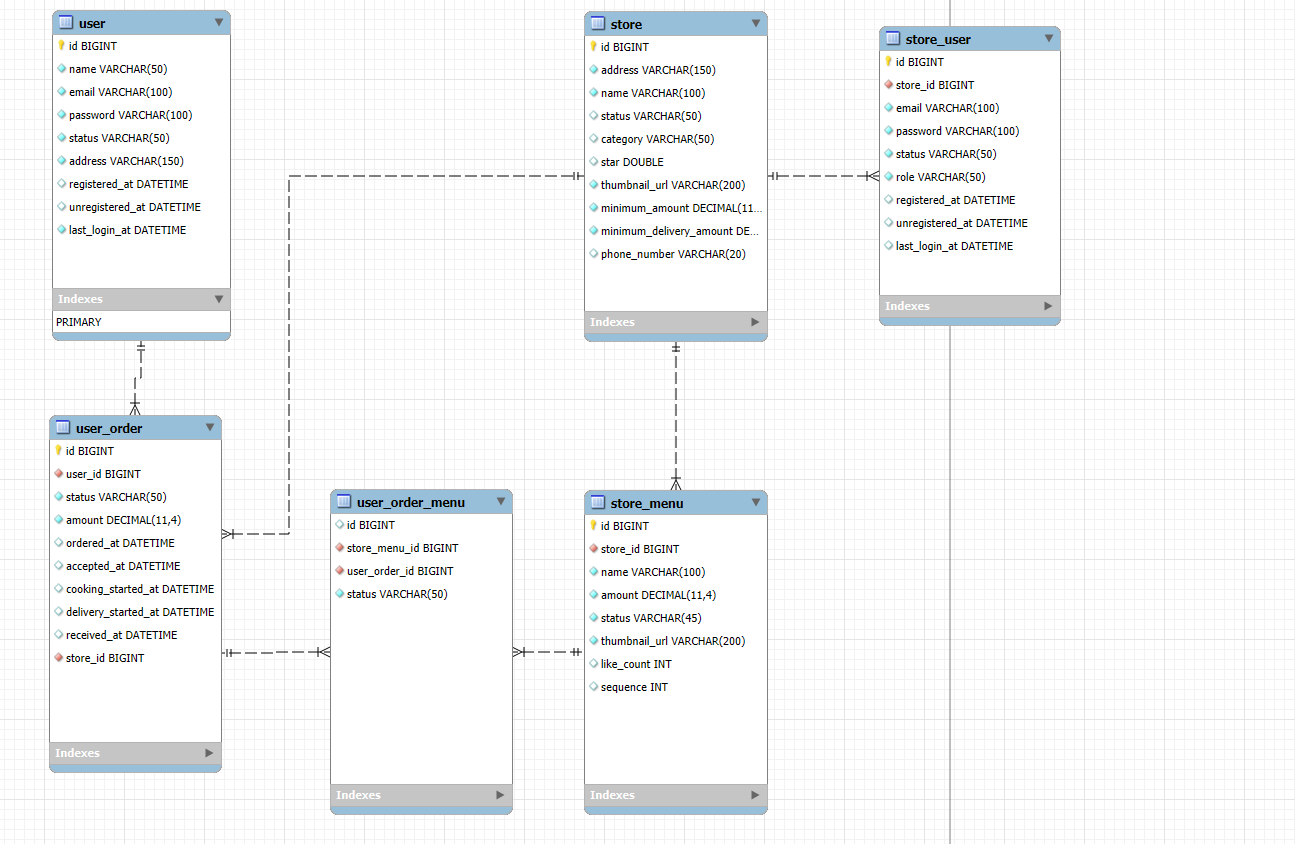 user
id BIGINT
name VARCHAR(50)
email VARCHAR(100)
password VARCHAR(100)
status VARCHAR(50)
address VARCHAR(150)
registered_at DATETIME
unregistered_at DATETIME
last_login_at DATETIME
Indexes
PRIMARY
store
id BIGINT
address VARCHAR(150)
name VARCHAR(100)
status VARCHAR(50)
category VARCHAR(50)
star DOUBLE
thumbnail_url VARCHAR(200)
minimum_amount DECIMAL(11...
minimum_delivery_amount DE...
phone_number VARCHAR(20)
Indexes
store_user
id BIGINT
store_id BIGINT
email VARCHAR(100)
password VARCHAR(100)
status VARCHAR(50)
role VARCHAR(50)
registered_at DATETIME
unregistered_at DATETIME
last_login_at DATETIME
Indexes
user_order
id BIGINT
user_id BIGINT
status VARCHAR(50)
amount DECIMAL(11,4)
ordered_at DATETIME
accepted_at DATETIME
cooking_started_at DATETIME
delivery_started_at DATETIME
received_at DATETIME
store_id BIGINT
Indexes
user_order_menu
id BIGINT
store_menu_id BIGINT
user_order_id BIGINT
status VARCHAR(50)
Indexes
store_menu
id BIGINT
store_id BIGINT
name VARCHAR(100)
amount DECIMAL(11,4)
status VARCHAR(45)
thumbnail_url VARCHAR(200)
like_count INT
sequence INT
Indexes